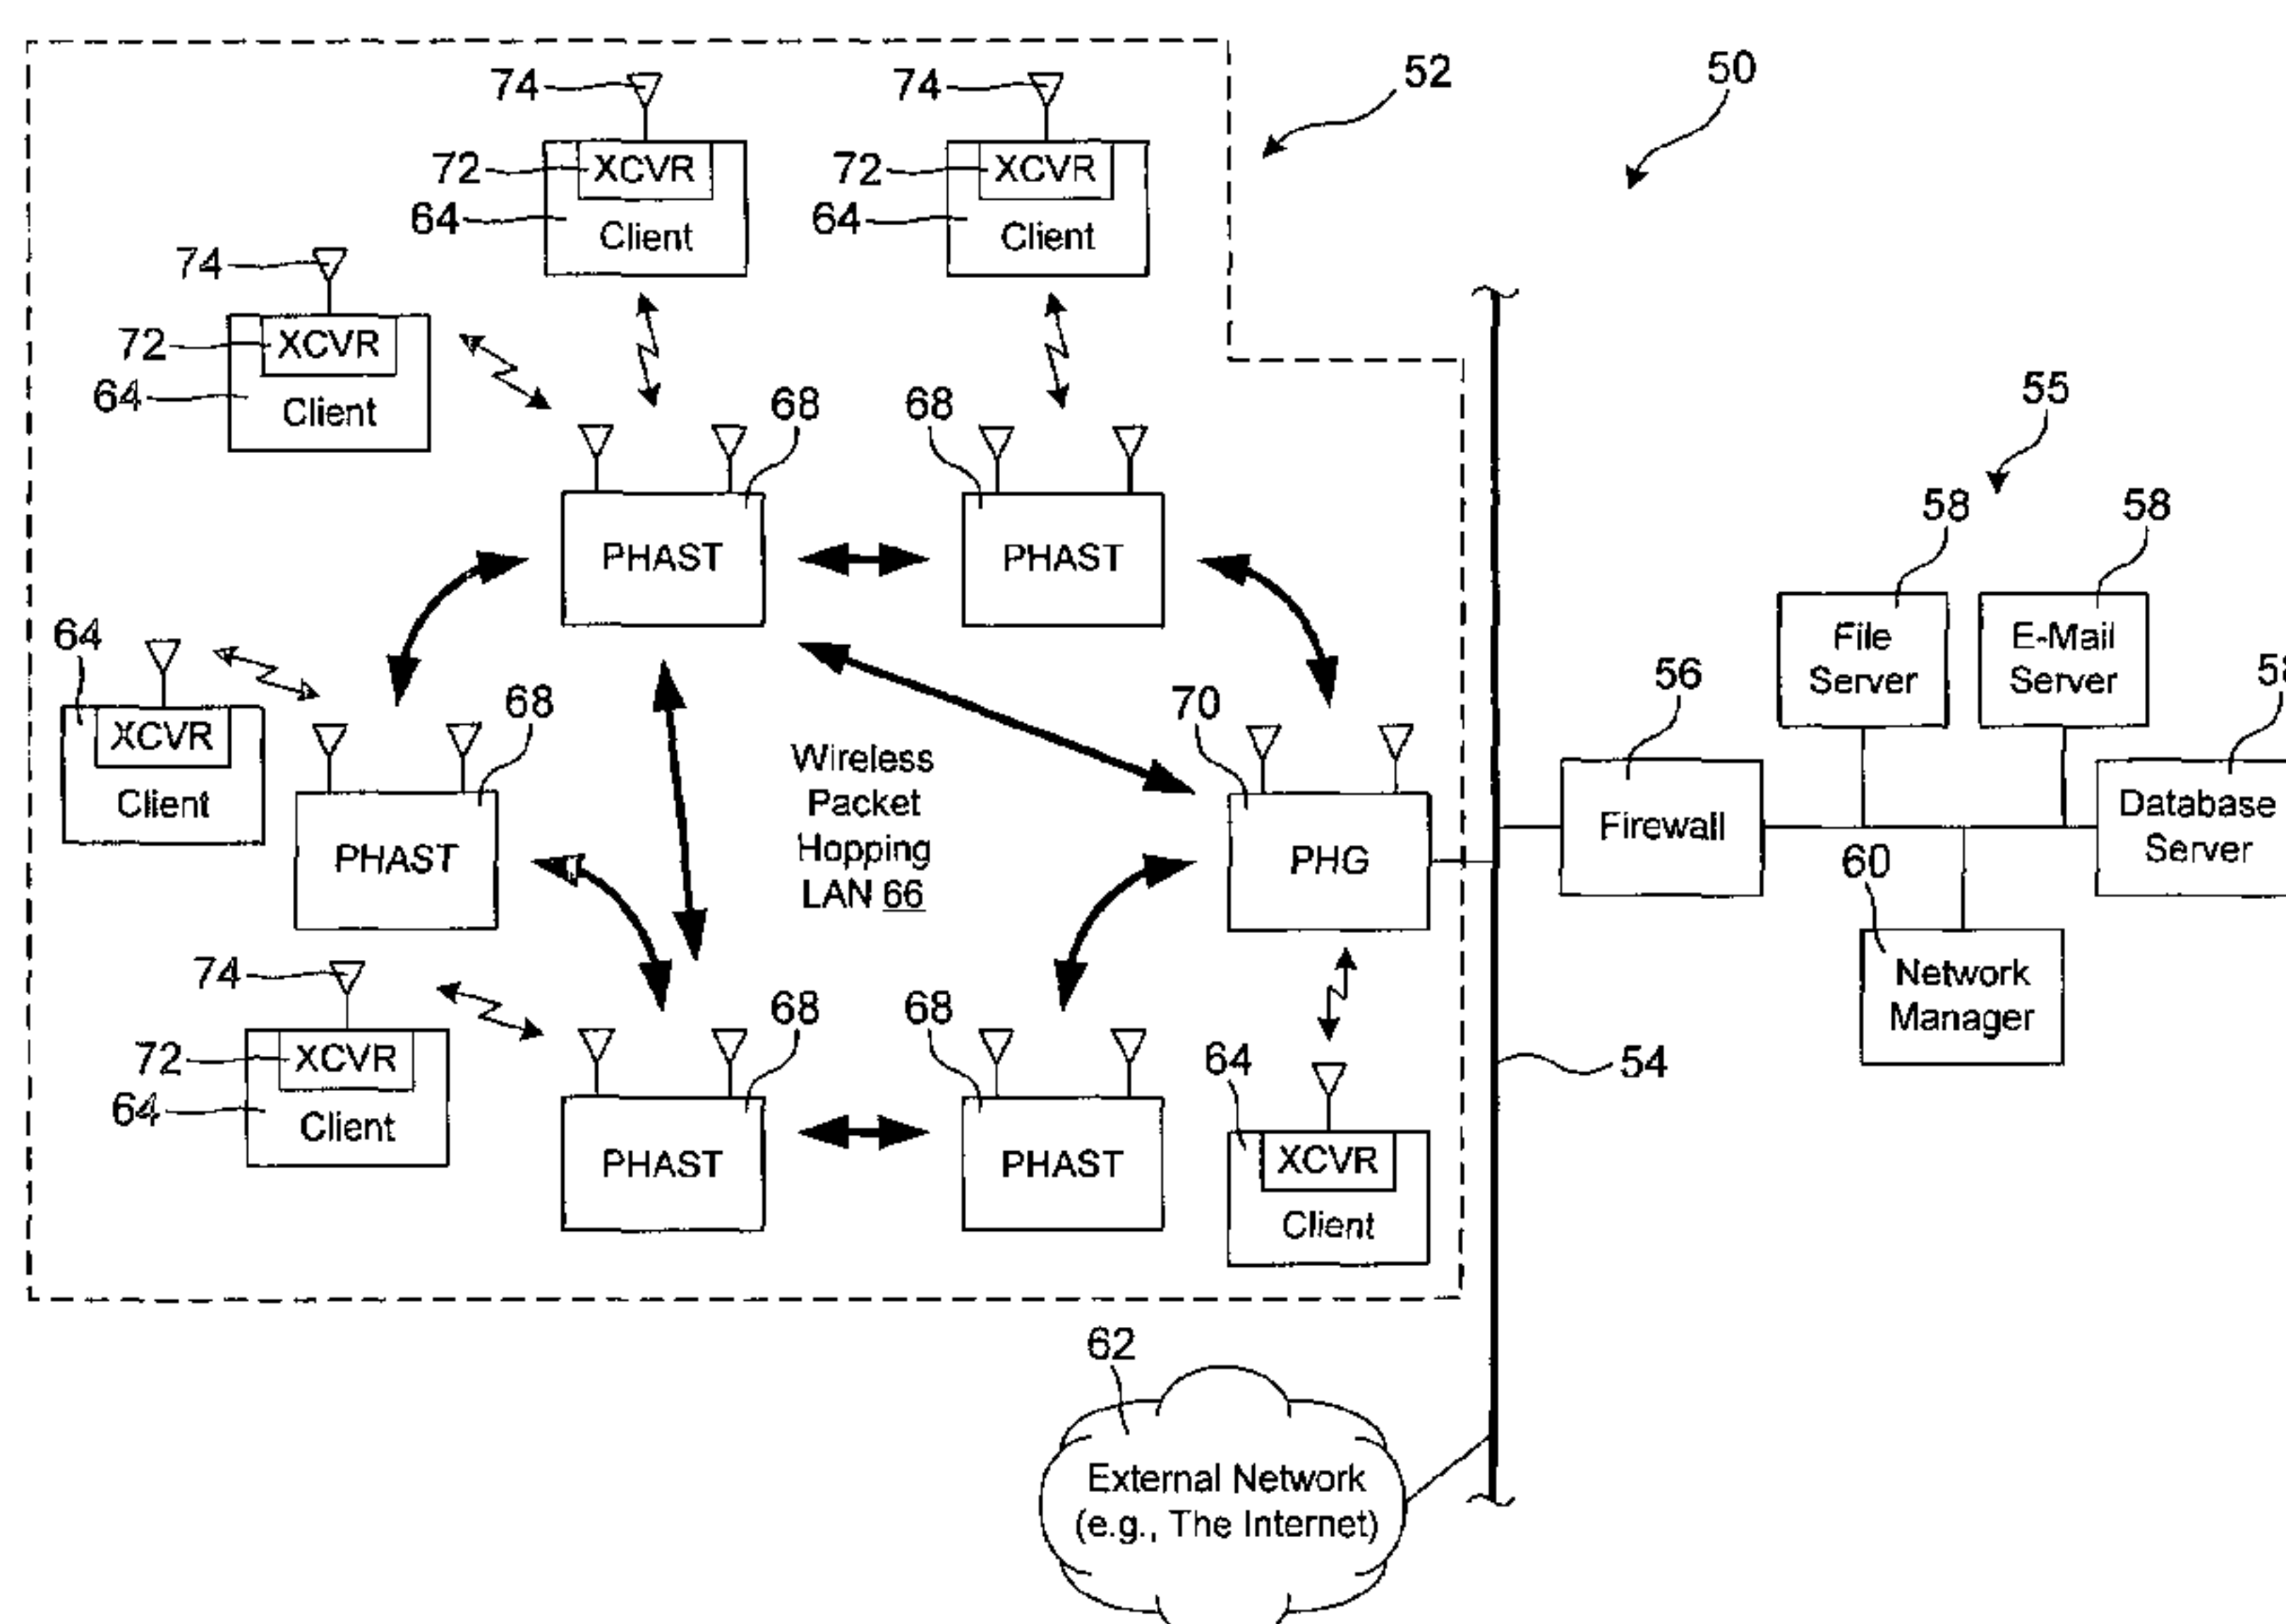 52
50
74
74
72
XCVR
72
XCVR
64
Client
64
Client
74
72
XCVR
64
Client
55
68
68
58
58
PHAST
PHAST
File
Server
E-Mail
Server
64
XCVR
Client
68
PHAST
Wireless
Packet
Hopping
LAN 66
70
PHG
56
Firewall
Database
Server
60
Network
Manager
74
72
XCVR
64
Client
68
PHAST
68
PHAST
64
XCVR
Client
54
62
External Network
(e.g., The Internet)